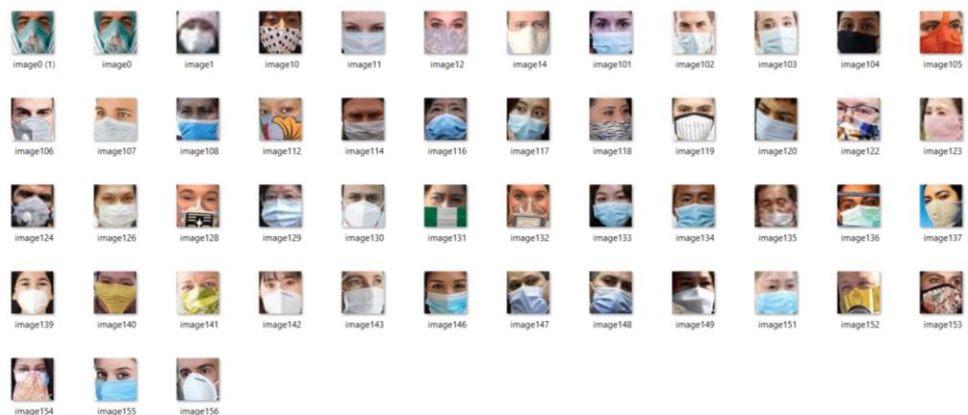 image0 (1) image0 image1 image10 image11 image12 image14 image101 image102 image103 image104 image105
image106 image107 image108 image112 image114 image116 image117 image118 image119 image120 image122 image123
image124 image126 image128 image129 image130 image131 image132 image133 image134 image135 image136 image137
image139 image140 image141 image142 image143 image146 image147 image148 image149 image151 image152 image153
image154 image155 image156